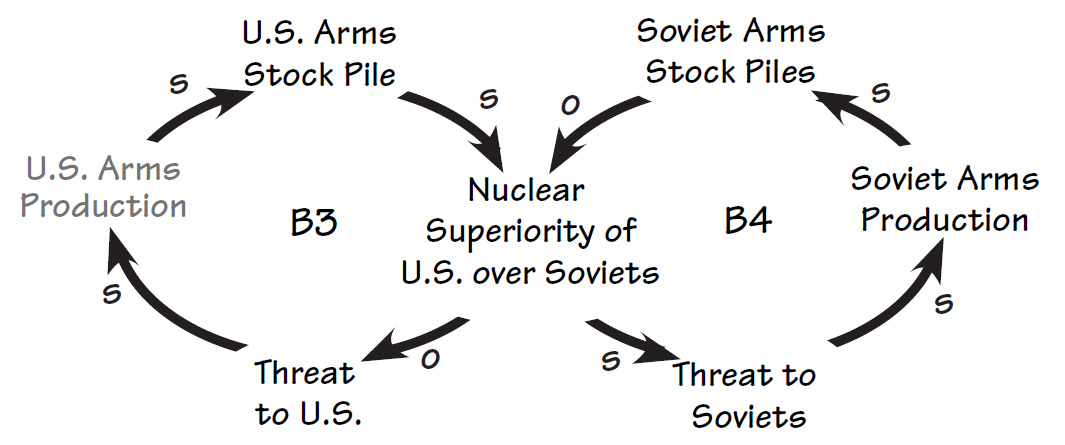 U.S. Arms
Stock Pile
Soviet Arms
Stock Piles
s
s
o
s
U.S. Arms
Production
B3
Nuclear
Superiority of
U.S. over Soviets
B4
Soviet Arms
Production
s
o
s
s
Threat
to U.S.
Threat to
Soviets